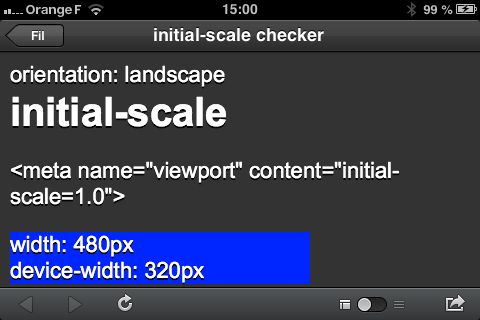 Orange F 15:00 99 %
Fil initial-scale checker
orientation: landscape
initial-scale
<meta name="viewport" content="initial-
scale=1.0">
width: 480px
device-width: 320px